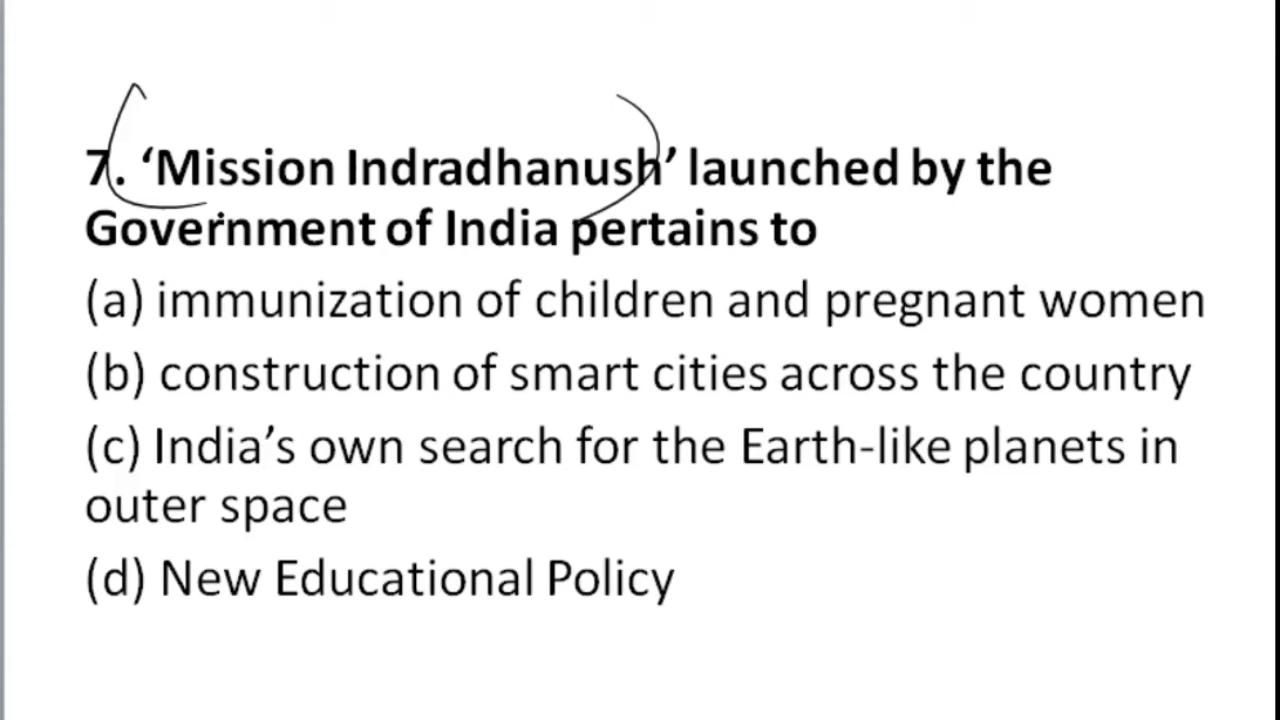 7. ‘Mission Indradhanush’ launched by the
Government of India pertains to
(a) immunization of children and pregnant women
(b) construction of smart cities across the country
(c) India’s own search for the Earth-like planets in
outer space
(d) New Educational Policy